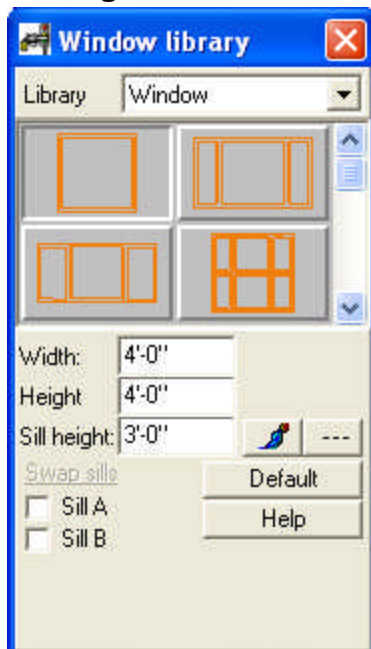 Window library
Library Window
Width: 4'-0"
Height 4'-0"
Sill height: 3'-0" ---
Swap sills Default
Sill A Help
Sill B